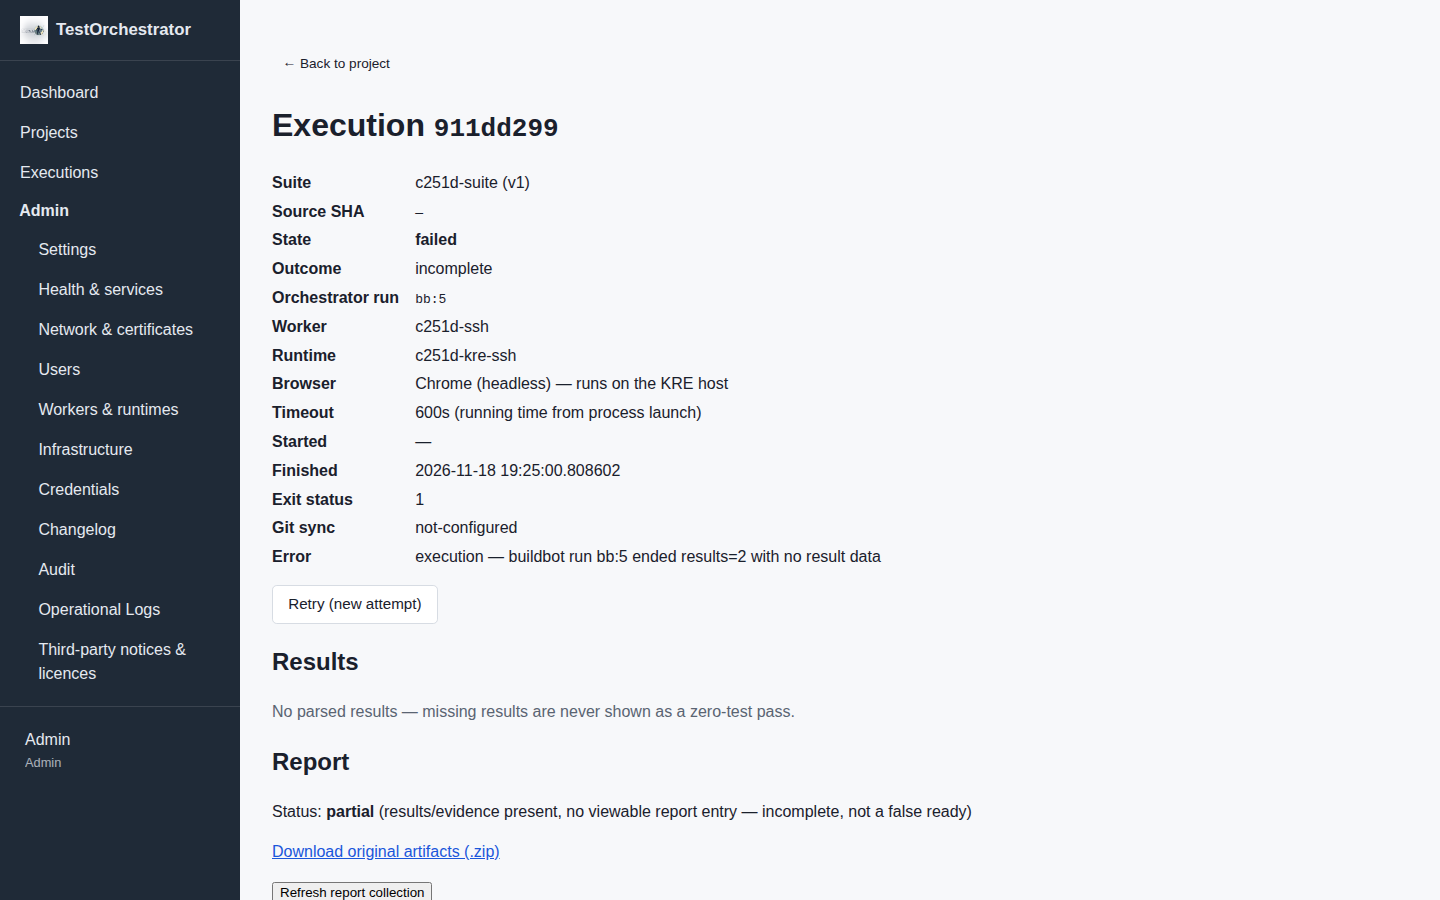 TestOrchestrator
Dashboard
Projects
Executions
Admin
Settings
Health & services
Network & certificates
Users
Workers & runtimes
Infrastructure
Credentials
Changelog
Audit
Operational Logs
Third-party notices &
licences
Admin
Admin
← Back to project
Execution 911dd299
Suite c251d-suite (v1)
Source SHA –
State failed
Outcome incomplete
Orchestrator run bb:5
Worker c251d-ssh
Runtime c251d-kre-ssh
Browser Chrome (headless) — runs on the KRE host
Timeout 600s (running time from process launch)
Started —
Finished 2026-11-18 19:25:00.808602
Exit status 1
Git sync not-configured
Error execution — buildbot run bb:5 ended results=2 with no result data
Retry (new attempt)
Results
No parsed results — missing results are never shown as a zero-test pass.
Report
Status: partial (results/evidence present, no viewable report entry — incomplete, not a false ready)
Download original artifacts (.zip)
Refresh report collection